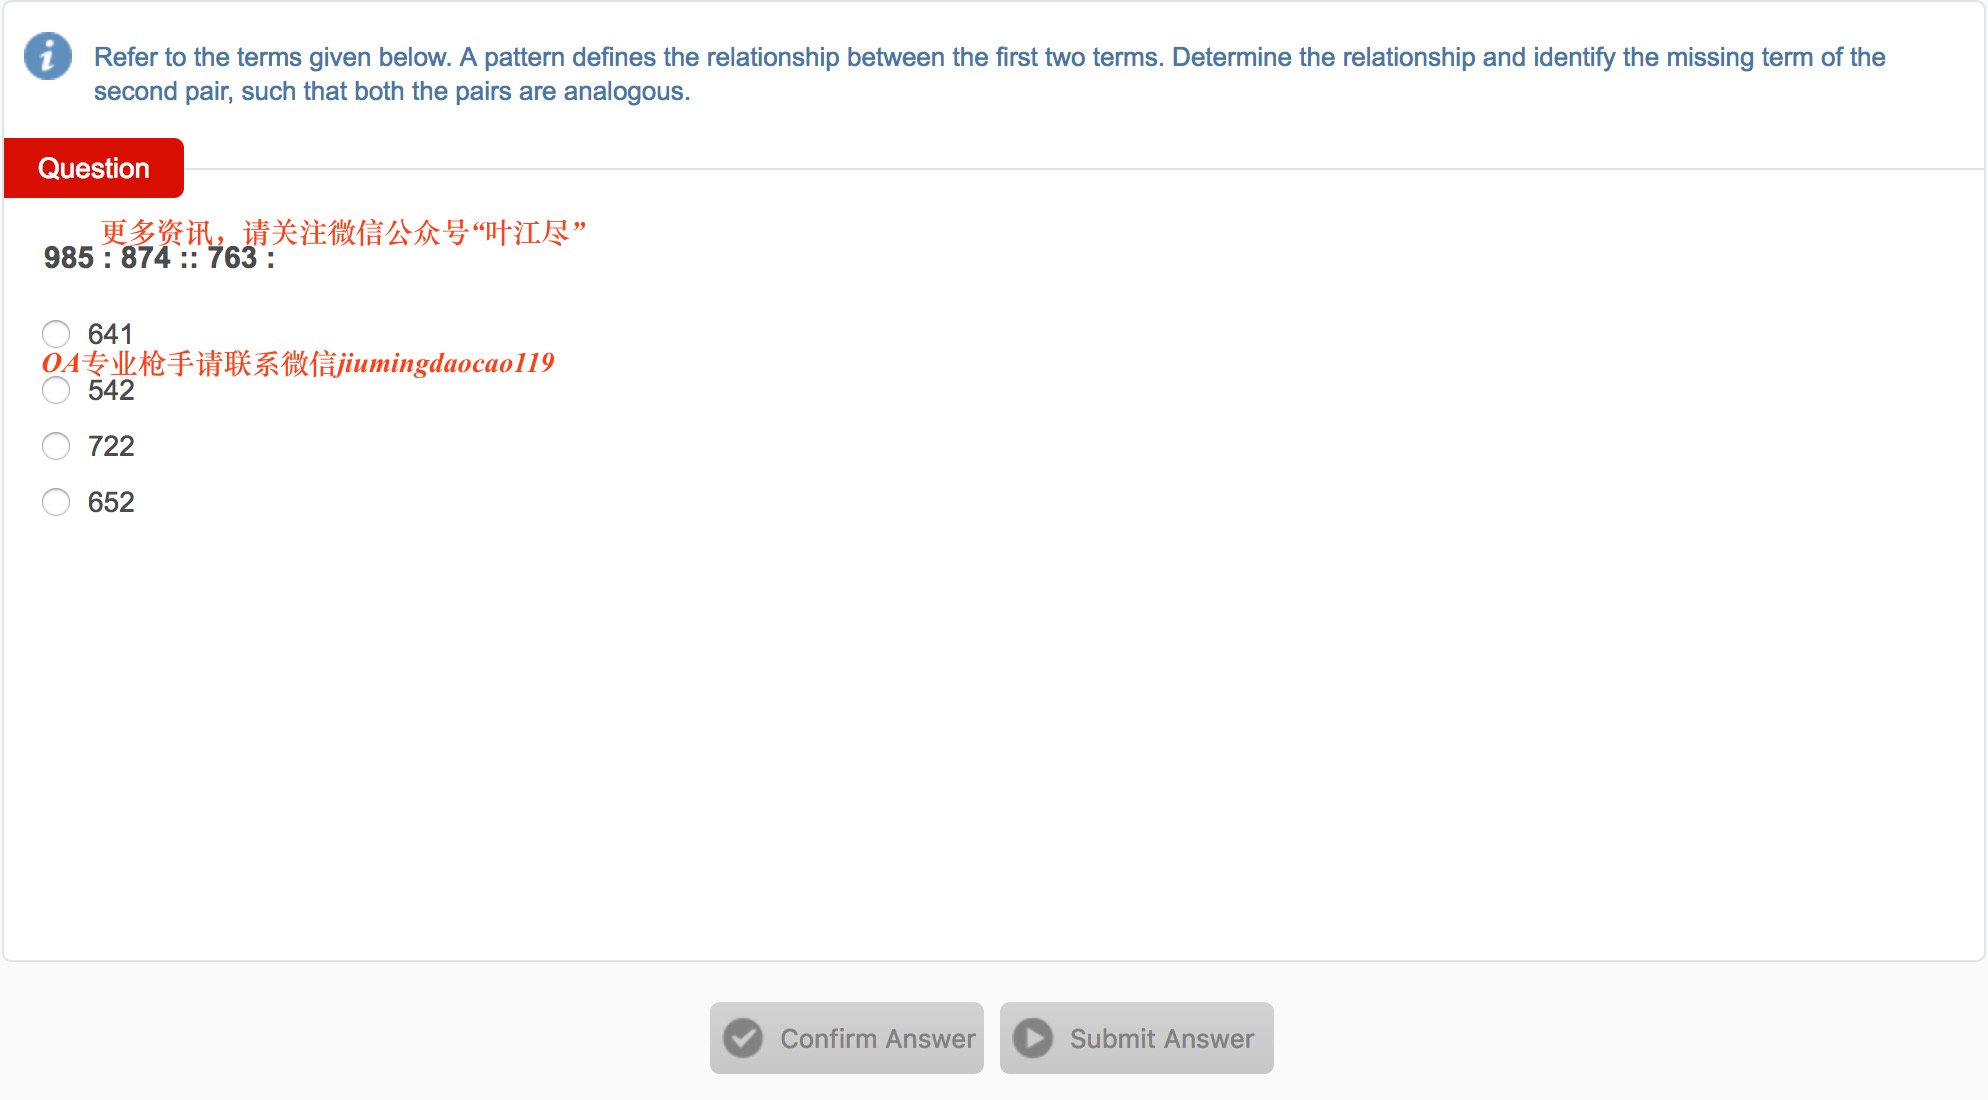 Refer to the terms given below. A pattern defines the relationship between the first two terms. Determine the relationship and identify the missing term of the
second pair, such that both the pairs are analogous.
Question
更多资讯，请关注微信公众号“叶江尽”
985 : 874 :: 763 :
641
OA专业枪手请联系微信jiumingdaocao119
542
722
652
Confirm Answer
Submit Answer